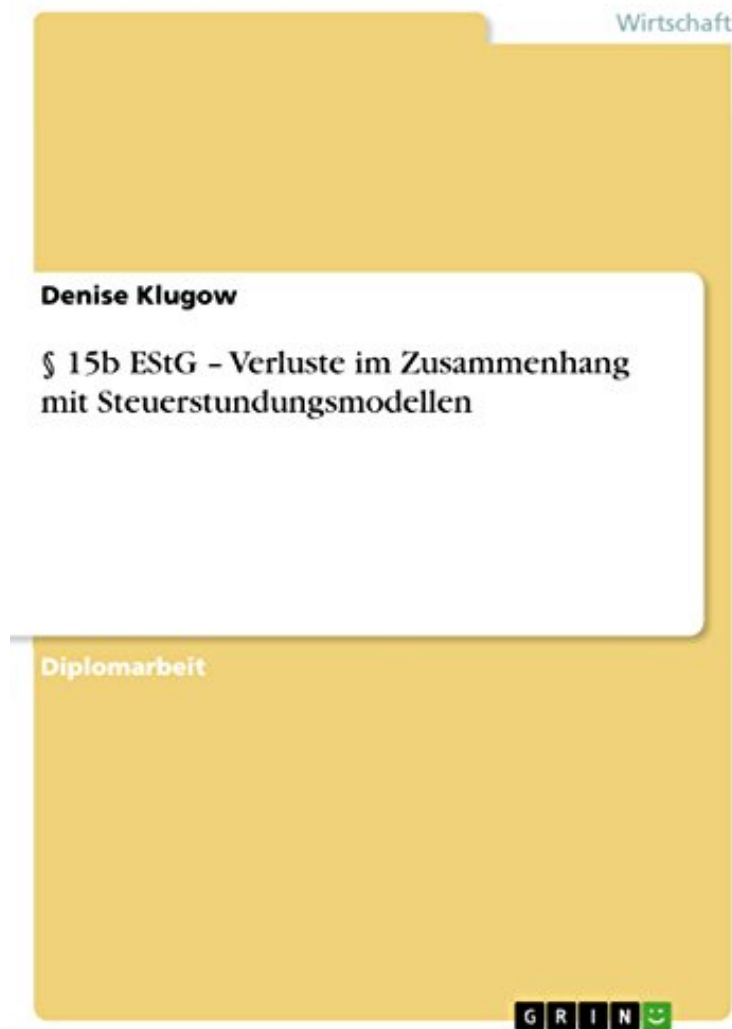 Wirtschaft
Denise Klugow
§ 15b EStG – Verluste im Zusammenhang
mit Steuerstundungsmodellen
Diplomarbeit
GRIN